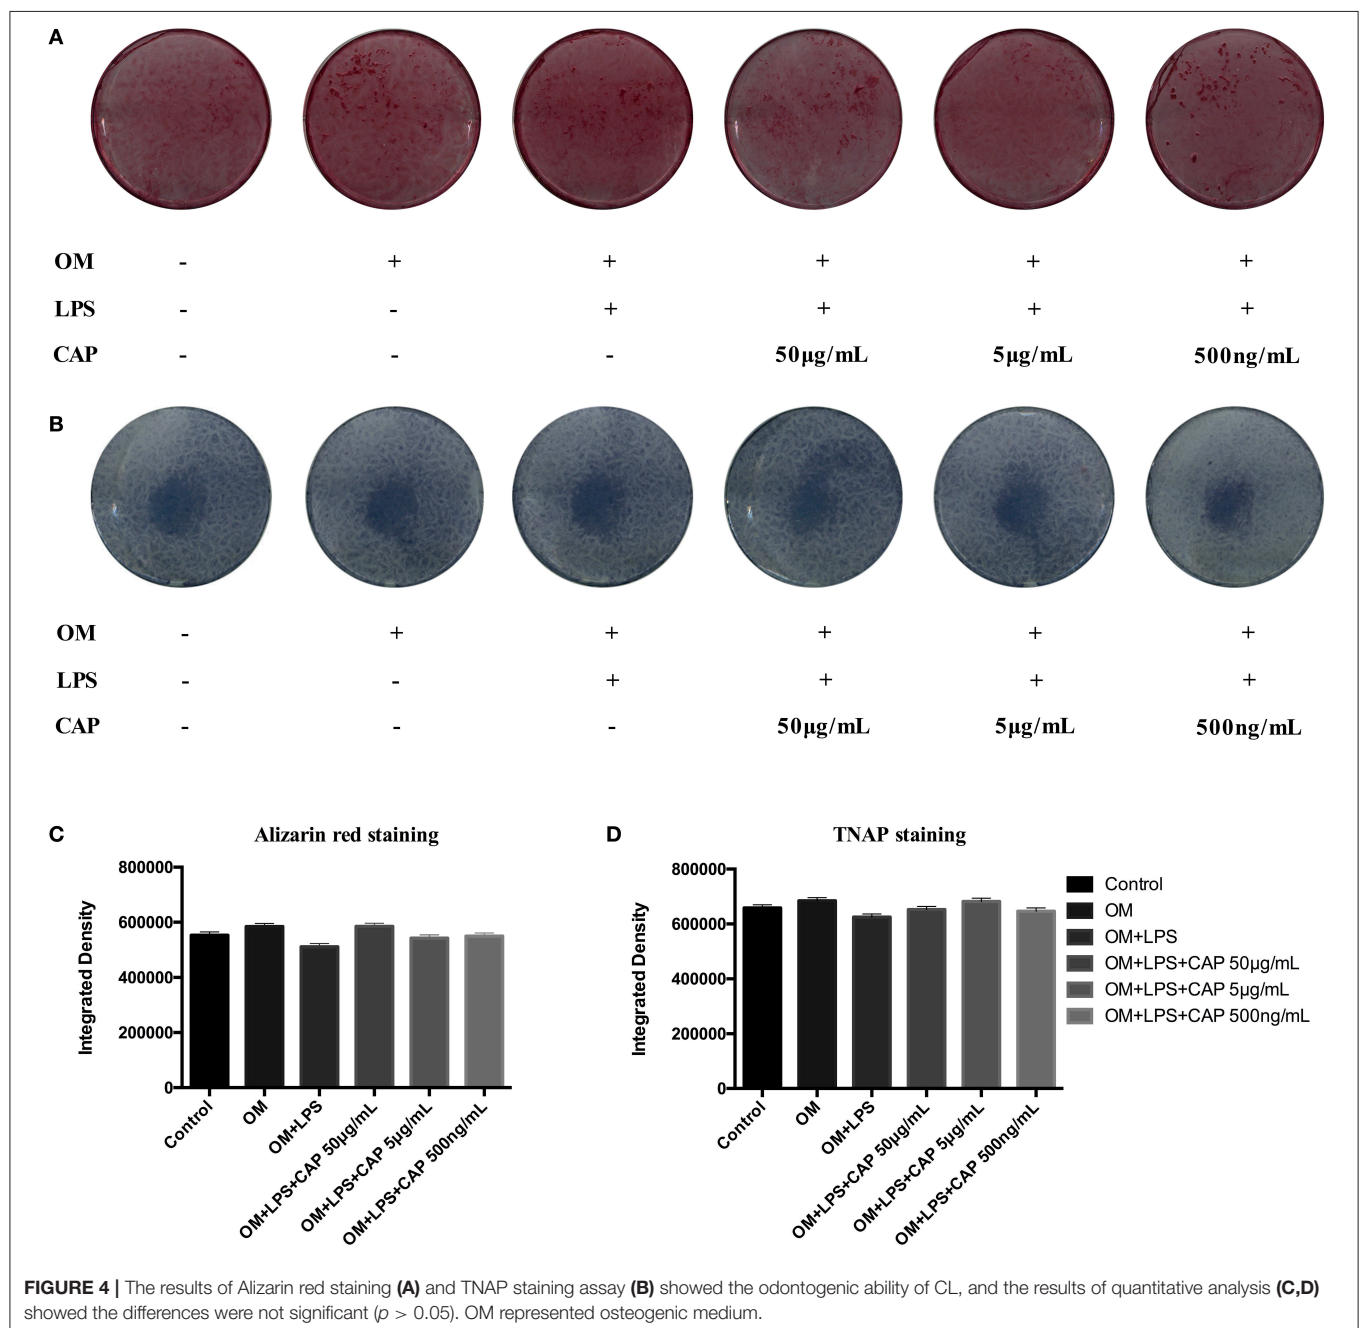 A
OM - + + + + +
LPS - - + + + +
CAP - - - 50μg/mL 5μg/mL 500ng/mL
B
OM - + + + + +
LPS - - + + + +
CAP - - - 50μg/mL 5μg/mL 500ng/mL
C Alizarin red staining
800000
600000
400000
200000
0
Integrated Density
Control
OM
OM+LPS
OM+LPS+CAP 50μg/mL
OM+LPS+CAP 5μg/mL
OM+LPS+CAP 500ng/mL
D TNAP staining
800000
600000
400000
200000
0
Integrated Density
Control
OM
OM+LPS
OM+LPS+CAP 50μg/mL
OM+LPS+CAP 5μg/mL
OM+LPS+CAP 500ng/mL
Control
OM
OM+LPS
OM+LPS+CAP 50μg/mL
OM+LPS+CAP 5μg/mL
OM+LPS+CAP 500ng/mL
FIGURE 4 | The results of Alizarin red staining (A) and TNAP staining assay (B) showed the odontogenic ability of CL, and the results of quantitative analysis (C,D)
showed the differences were not significant (p > 0.05). OM represented osteogenic medium.